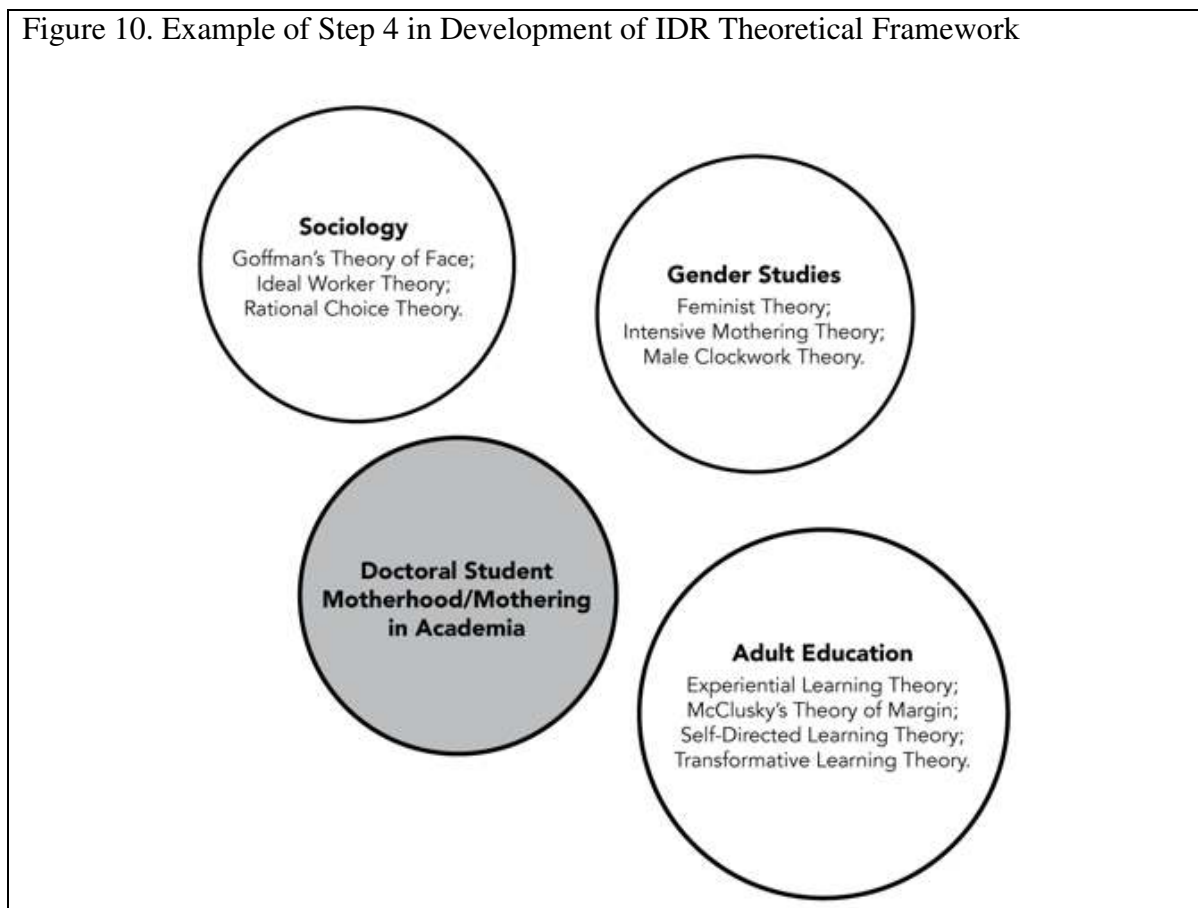 Figure 10. Example of Step 4 in Development of IDR Theoretical Framework
Sociology
Goffman's Theory of Face;
Ideal Worker Theory;
Rational Choice Theory.
Gender Studies
Feminist Theory;
Intensive Mothering Theory;
Male Clockwork Theory.
Doctoral Student
Motherhood/Mothering
in Academia
Adult Education
Experiential Learning Theory;
McClusky's Theory of Margin;
Self-Directed Learning Theory;
Transformative Learning Theory.